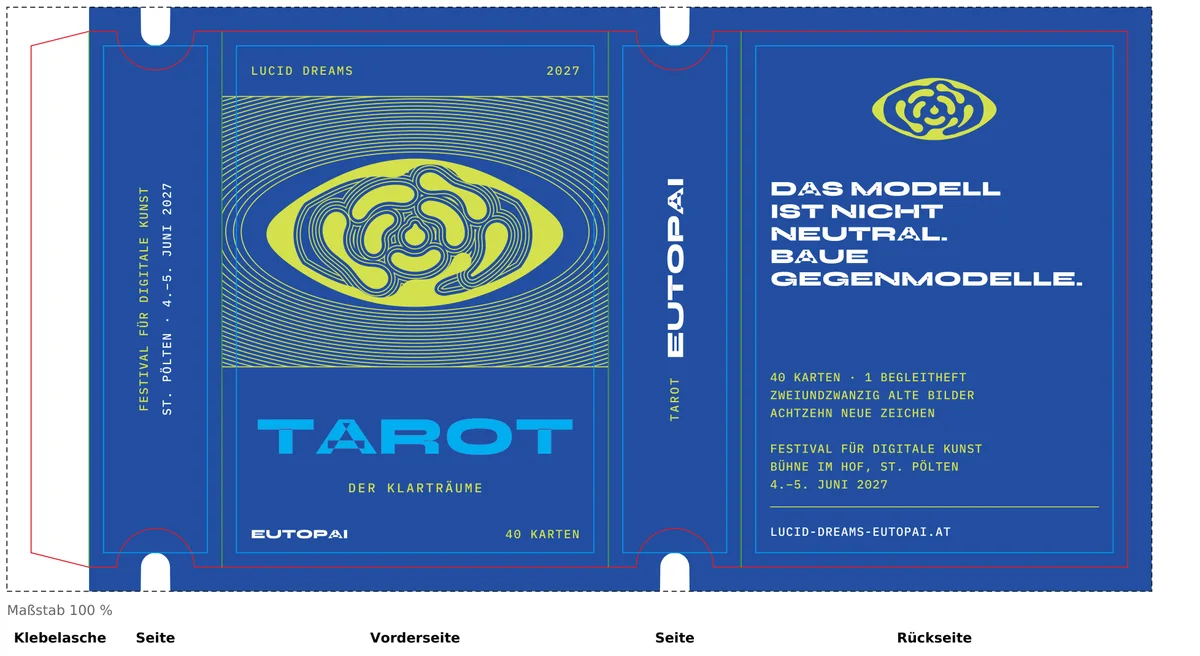 FESTIVAL FÜR DIGITALE KUNST
ST. PÖLTEN · 4.–5. JUNI 2027
LUCID DREAMS
2027
TAROT
DER KLARTRÄUME
EUTOPAI
40 KARTEN
TAROT
EUTOPAI
DAS MODELL
IST NICHT
NEUTRAL.
BAUE
GEGENMODELLE.
40 KARTEN · 1 BEGLEITHEFT
ZWEIUNDZWANZIG ALTE BILDER
ACHTZEHN NEUE ZEICHEN
FESTIVAL FÜR DIGITALE KUNST
BÜHNE IM HOF, ST. PÖLTEN
4.–5. JUNI 2027
LUCID-DREAMS-EUTOPAI.AT
Maßstab 100 %
Klebelasche
Seite
Vorderseite
Seite
Rückseite